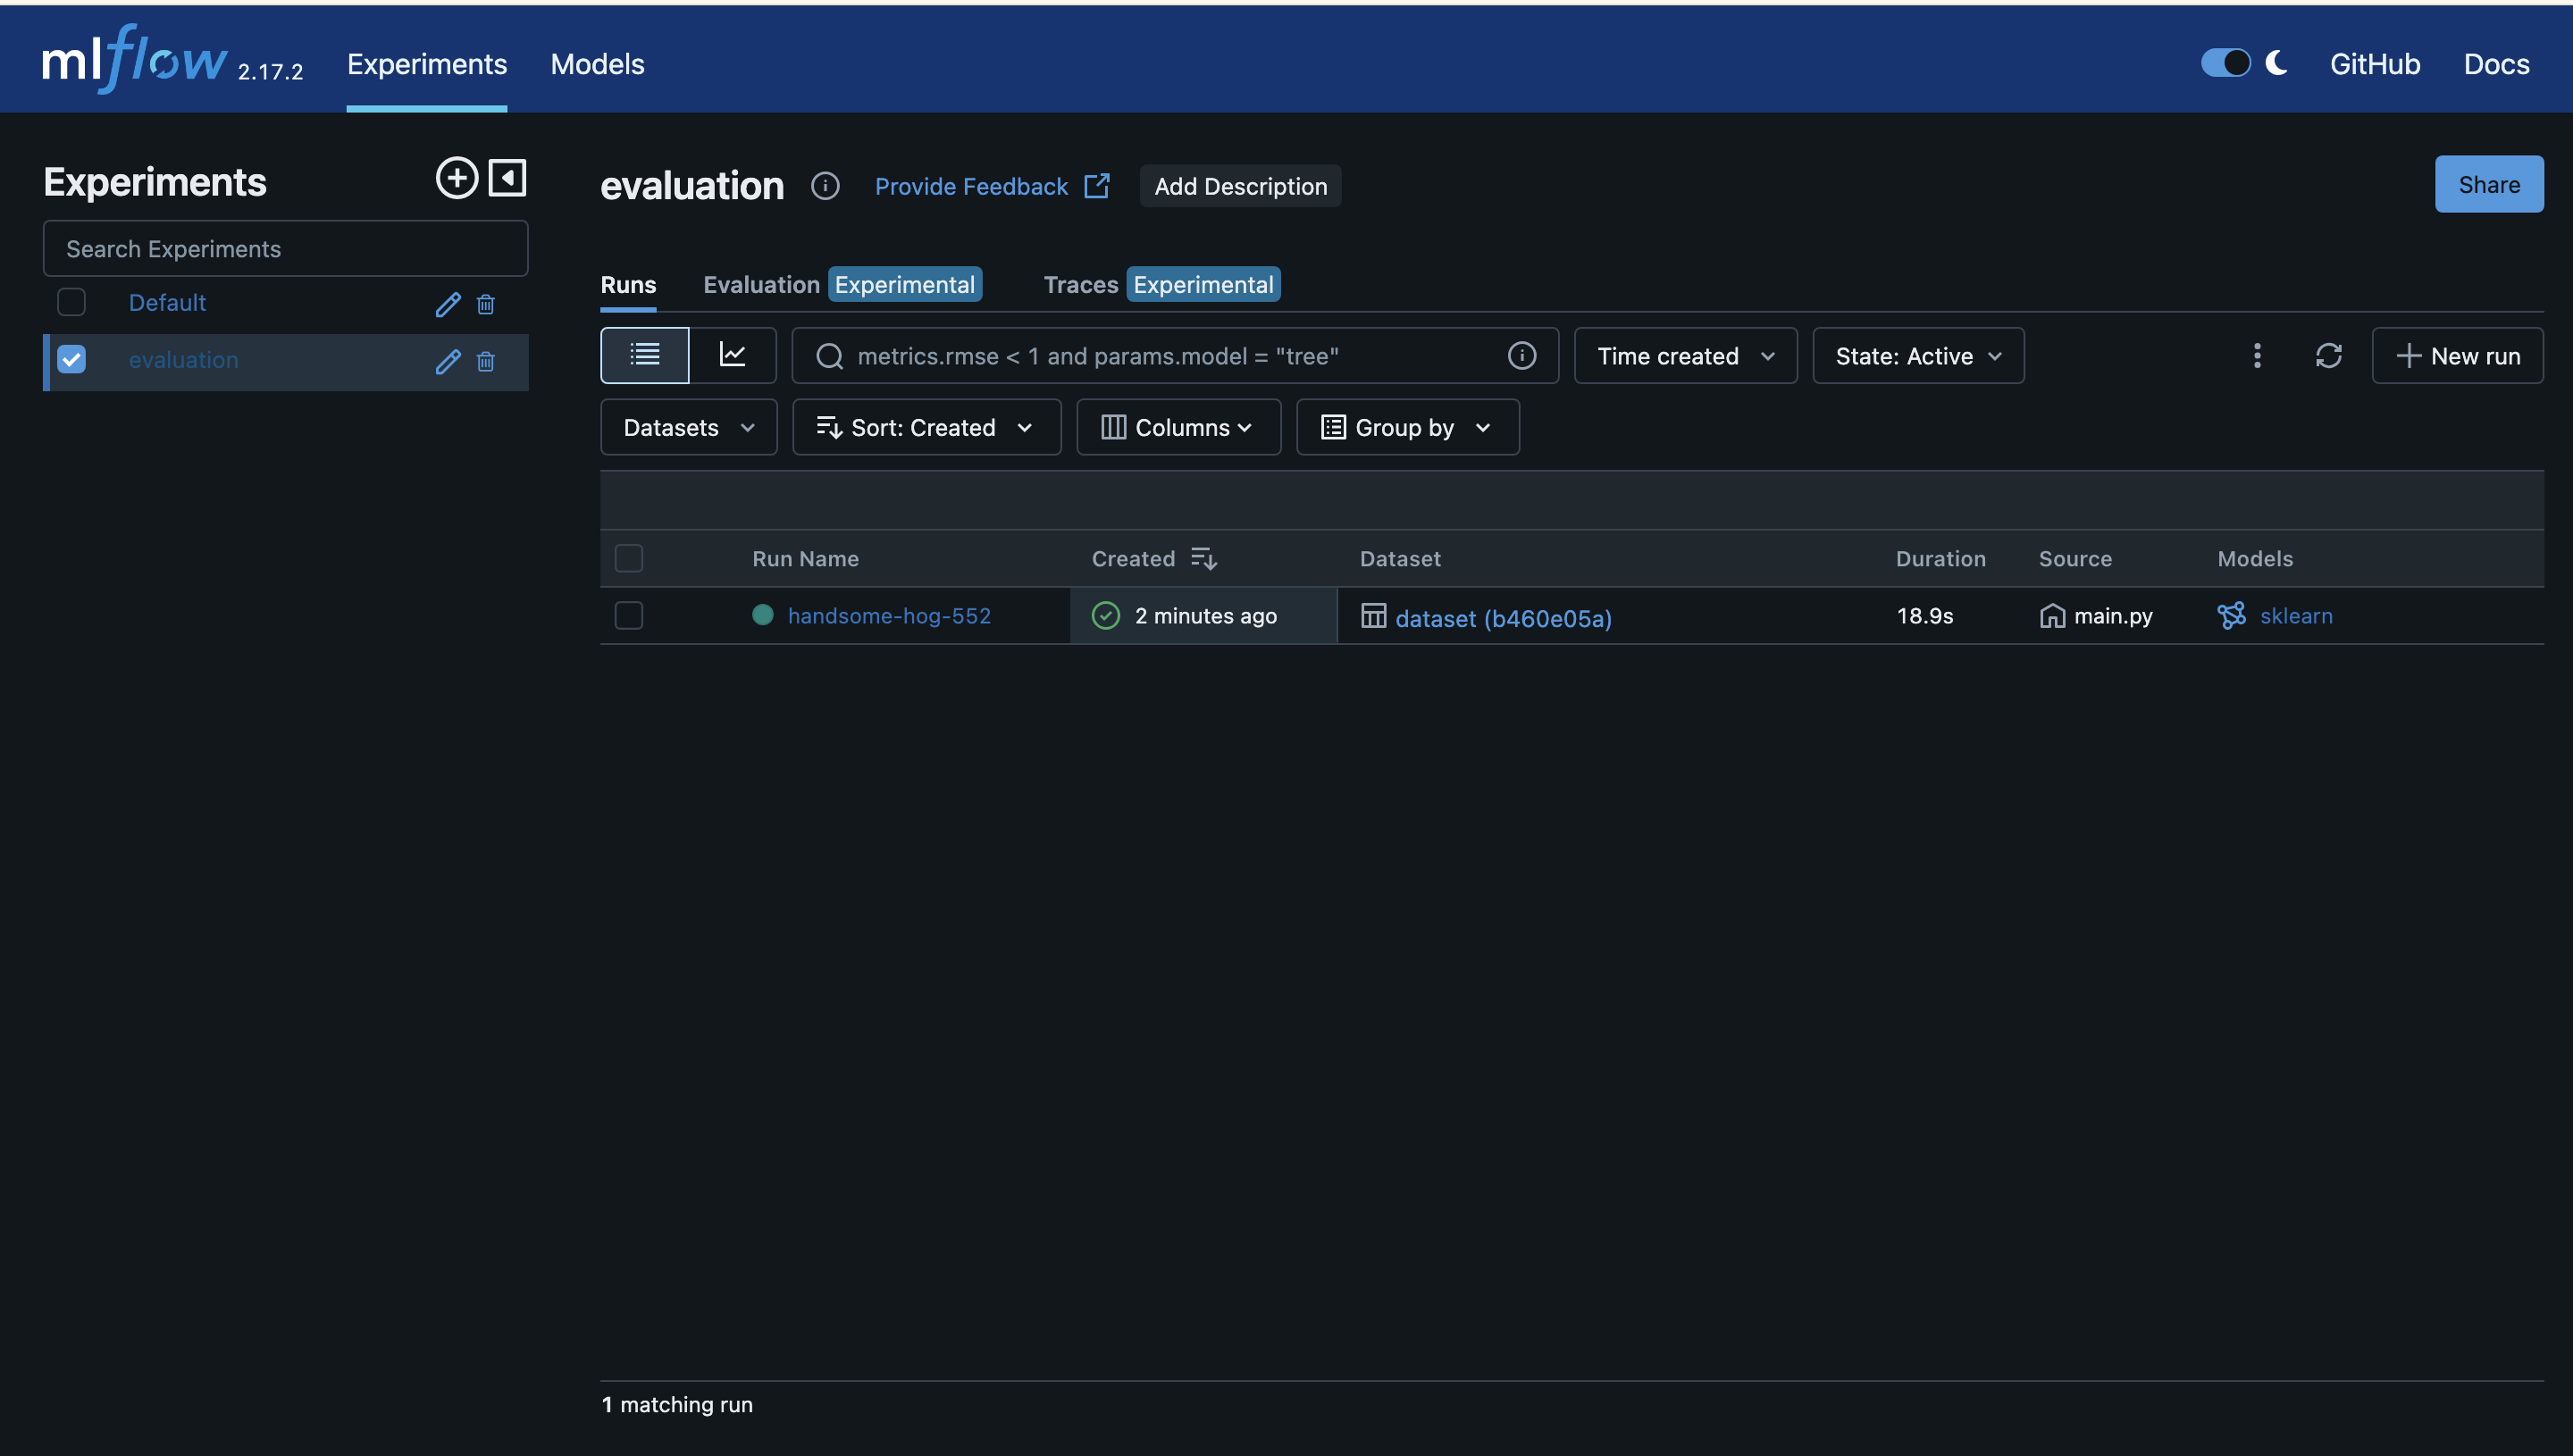 mlflow 2.17.2 Experiments Models GitHub Docs
Experiments
Search Experiments
Default
evaluation
evaluation Provide Feedback Add Description Share
Runs Evaluation Experimental Traces Experimental
metrics.rmse < 1 and params.model = "tree" Time created State: Active New run
Datasets Sort: Created Columns Group by
Run Name Created Dataset Duration Source Models
handsome-hog-552 2 minutes ago dataset (b460e05a) 18.9s main.py sklearn
1 matching run